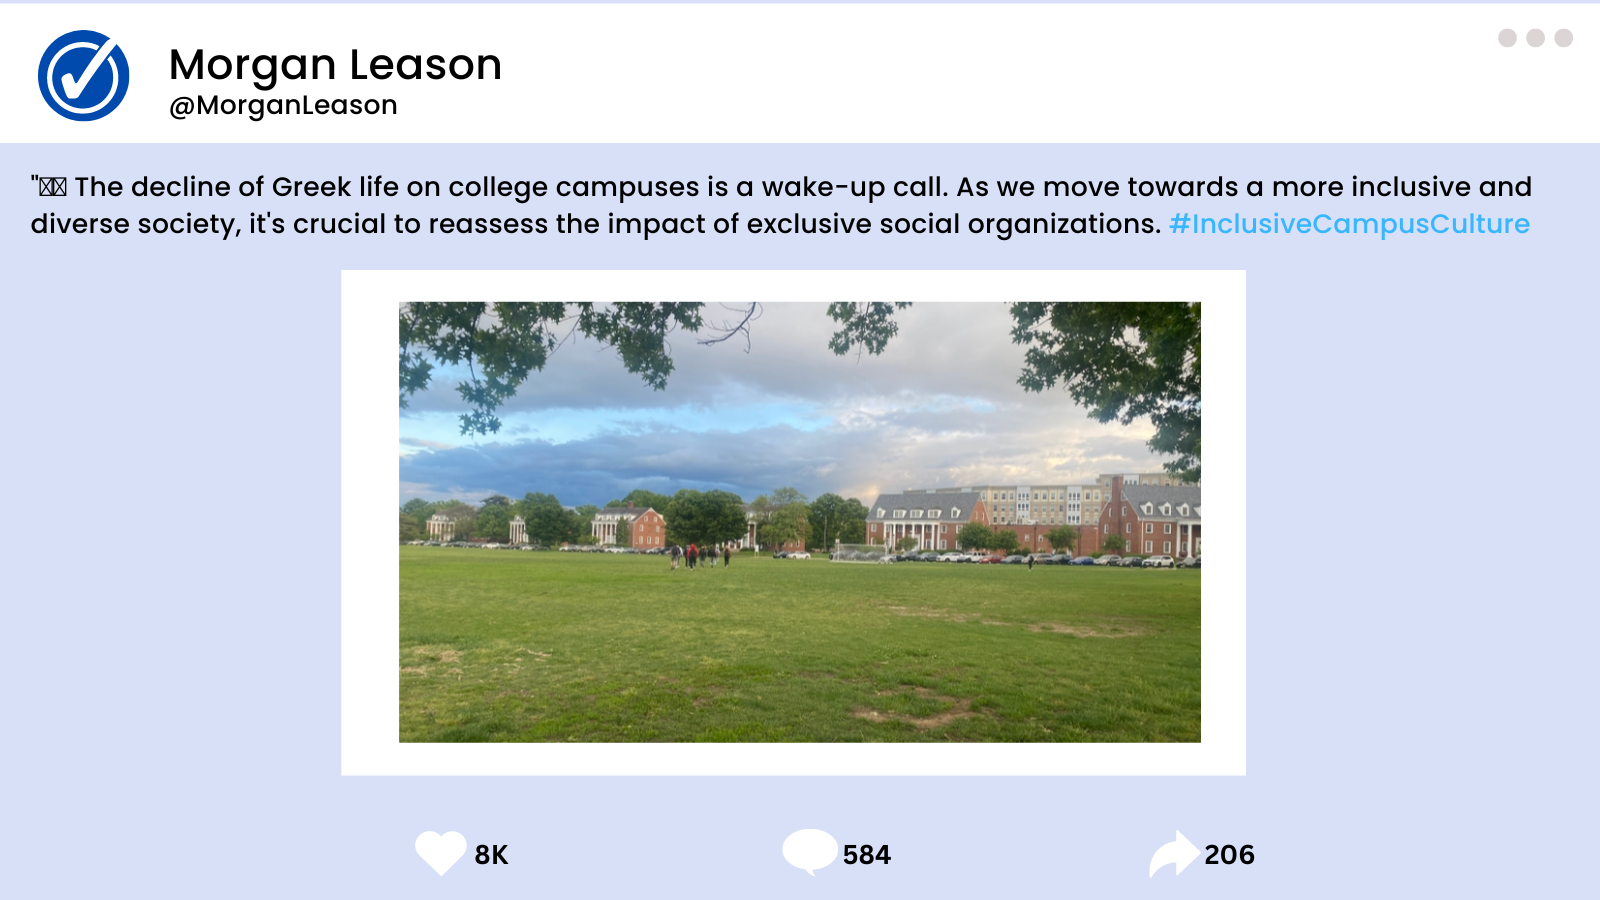 Morgan Leason
@MorganLeason
" The decline of Greek life on college campuses is a wake-up call. As we move towards a more inclusive and
diverse society, it's crucial to reassess the impact of exclusive social organizations. #InclusiveCampusCulture
8K
584
206